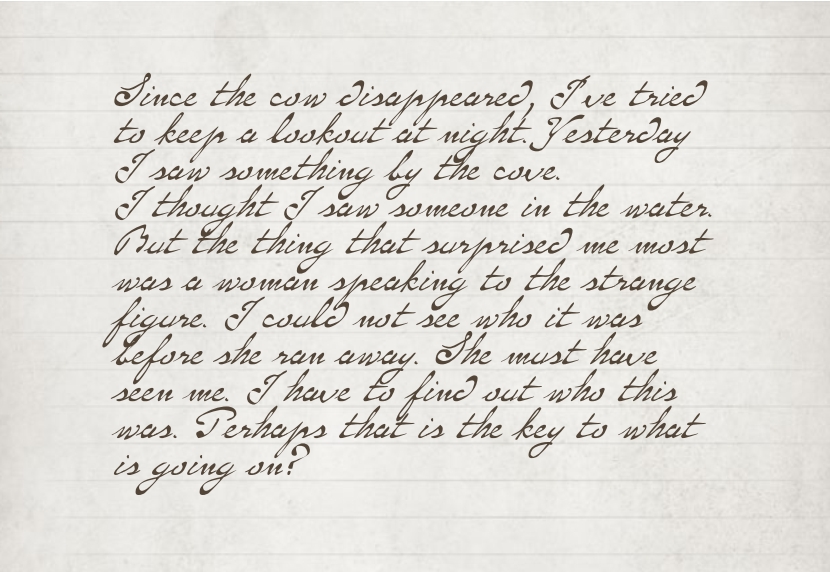 Since the cow disappeared, I've tried
to keep a lookout at night. Yesterday
I saw something by the cove.
I thought I saw someone in the water.
But the thing that surprised me most
was a woman speaking to the strange
figure. I could not see who it was
before she ran away. She must have
seen me. I have to find out who this
was. Perhaps that is the key to what
is going on?